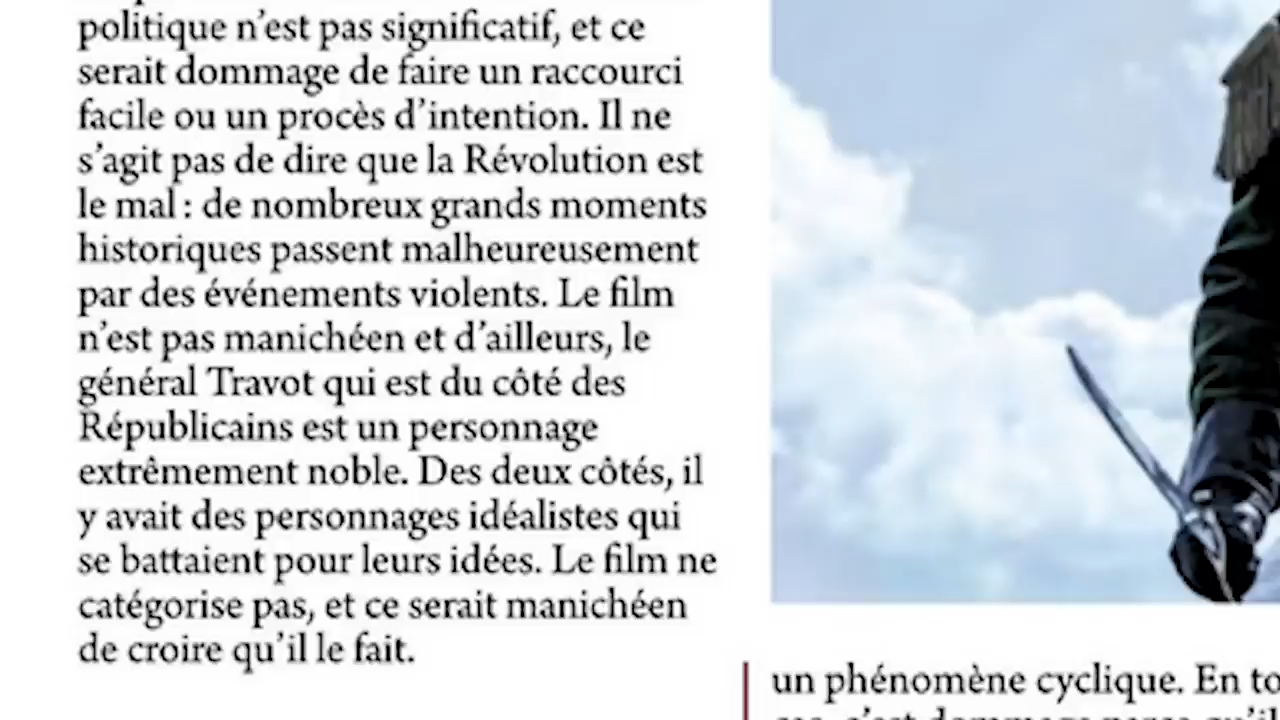 politique n’est pas significatif, et ce
serait dommage de faire un raccourci
facile ou un procès d’intention. Il ne
s’agit pas de dire que la Révolution est
le mal : de nombreux grands moments
historiques passent malheureusement
par des événements violents. Le film
n’est pas manichéen et d’ailleurs, le
général Travot qui est du côté des
Républicains est un personnage
extrêmement noble. Des deux côtés, il
y avait des personnages idéalistes qui
se battaient pour leurs idées. Le film ne
catégorise pas, et ce serait manichéen
de croire qu’il le fait.
un phénomène cyclique. En to